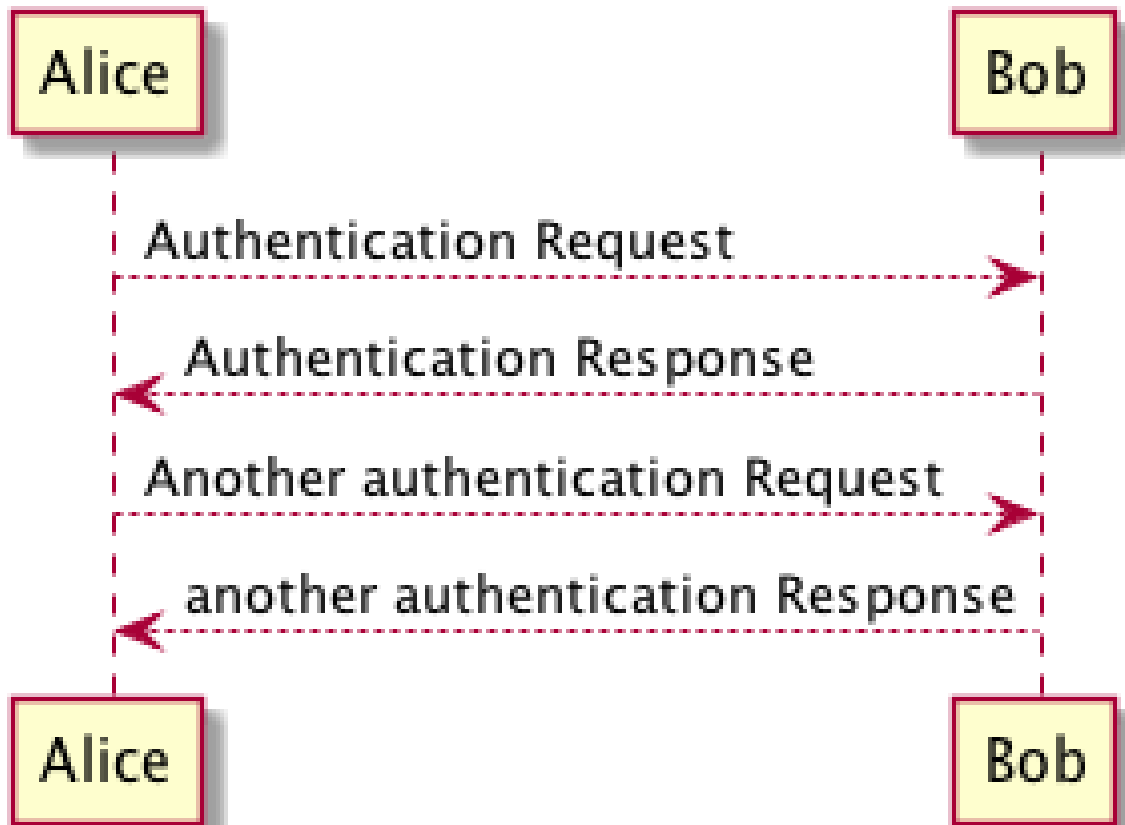 Alice
Bob
Authentication Request
Authentication Response
Another authentication Request
another authentication Response
Alice
Bob